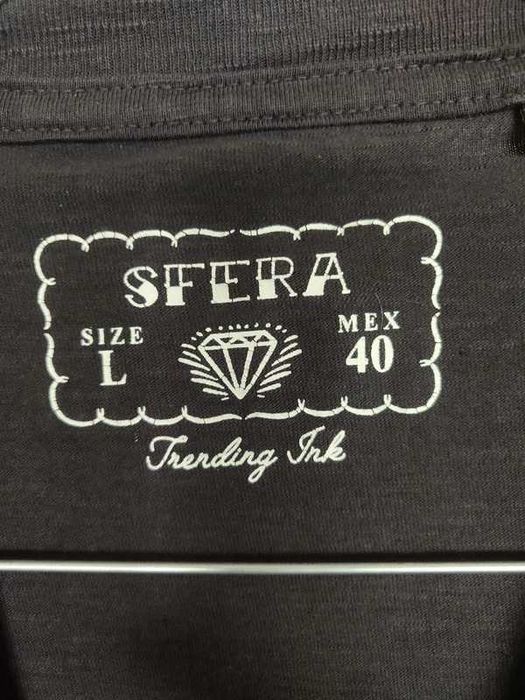 SFERA
SIZE
L
MEX
40
Trending Ink